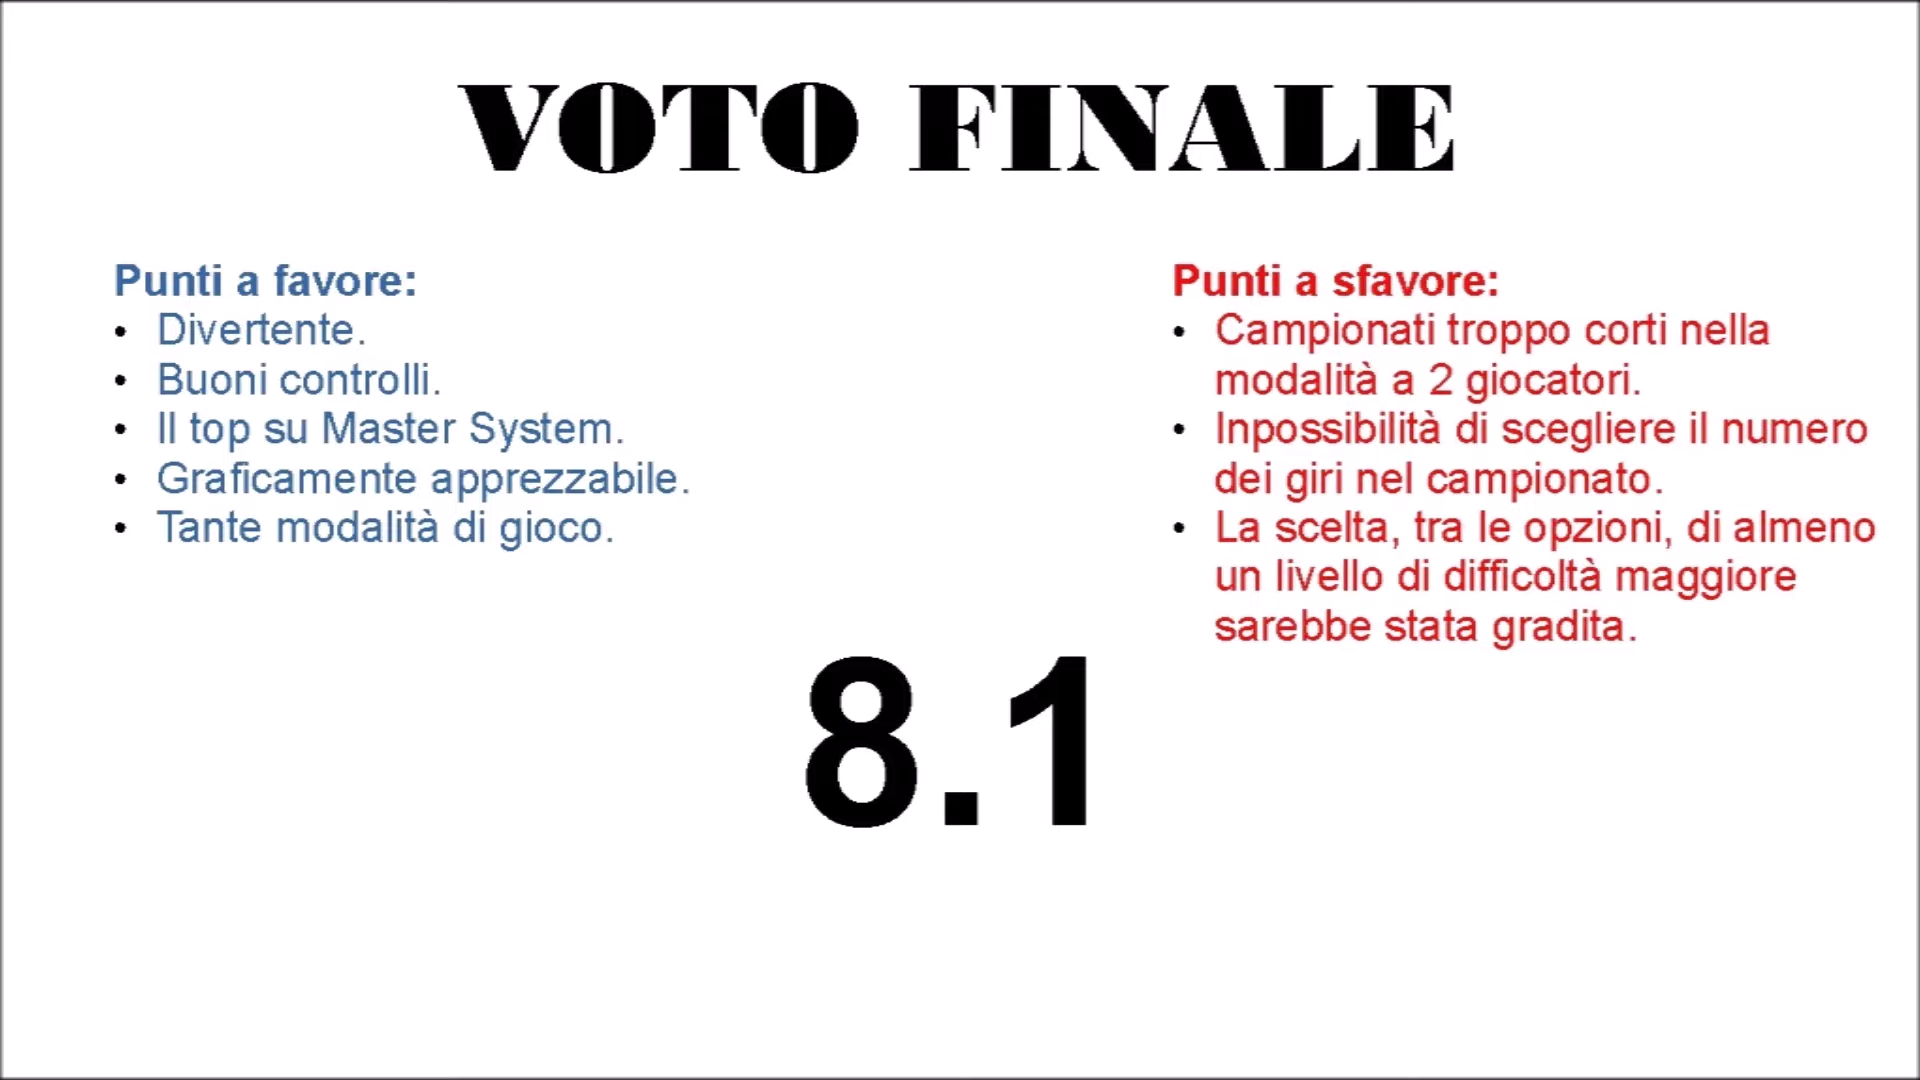 VOTO FINALE
Punti a favore:
• Divertente.
• Buoni controlli.
• Il top su Master System.
• Graficamente apprezzabile.
• Tante modalità di gioco.
Punti a sfavore:
• Campionati troppo corti nella
modalità a 2 giocatori.
• Inpossibilità di scegliere il numero
dei giri nel campionato.
• La scelta, tra le opzioni, di almeno
un livello di difficoltà maggiore
sarebbe stata gradita.
8.1